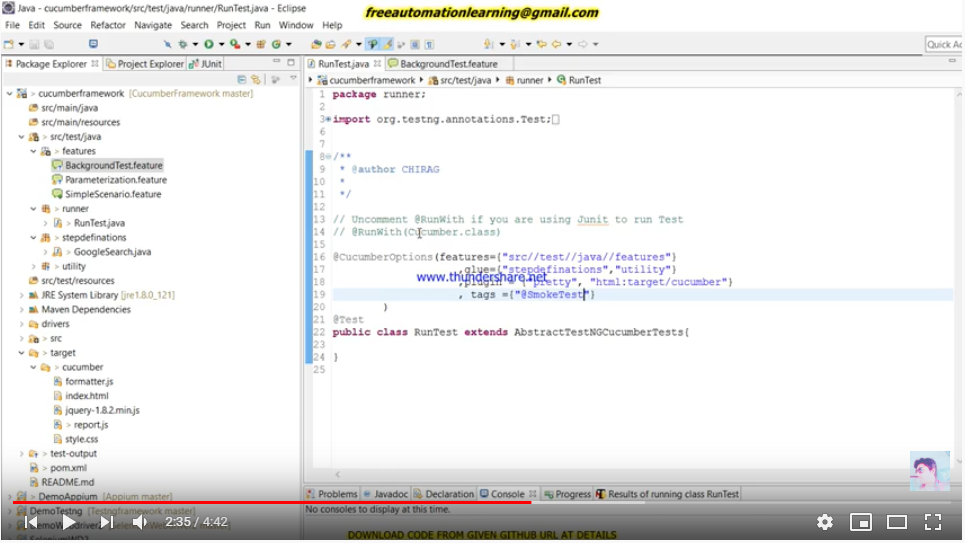 Java - cucumberframework/src/test/java/runner/RunTest.java - Eclipse
freeautomationlearning@gmail.com
File Edit Source Refactor Navigate Search Project Run Window Help
Quick Ac
Package Explorer Project Explorer JUnit
RunTest.java BackgroundTest.feature
cucumberframework src/test/java runner RunTest
> cucumberframework [CucumberFramework master]
src/main/java
src/main/resources
> src/test/java
> features
BackgroundTest.feature
Parameterization.feature
SimpleScenario.feature
> runner
> RunTest.java
> stepdefinations
> GoogleSearch.java
> utility
src/test/resources
JRE System Library [jre1.8.0_121]
Maven Dependencies
drivers
> src
> target
> cucumber
formatter.js
index.html
jquery-1.8.2.min.js
> report.js
style.css
> test-output
> pom.xml
README.md
> DemoAppium [Appium master]
> DemoTestng [Testngframework master]
1 package runner;
2
3 import org.testng.annotations.Test;
6
7
8 /**
9 * @author CHIRAG
10 *
11 */
12
13 // Uncomment @RunWith if you are using Junit to run Test
14 // @RunWith(Cucumber.class)
15
16 @CucumberOptions(features={"src//test//java//features"}
17 ,glue={"stepdefinations","utility"}
www.thundershare.net
18 ,plugin = {"pretty", "html:target/cucumber"}
19 , tags ={"@SmokeTest"}
20 )
21 @Test
22 public class RunTest extends AbstractTestNGCucumberTests{
23
24 }
25
Problems Javadoc Declaration Console Progress Results of running class RunTest
No consoles to display at this time.
2:35 / 4:42
DOWNLOAD CODE FROM GIVEN GITHUB URL AT DETAILS